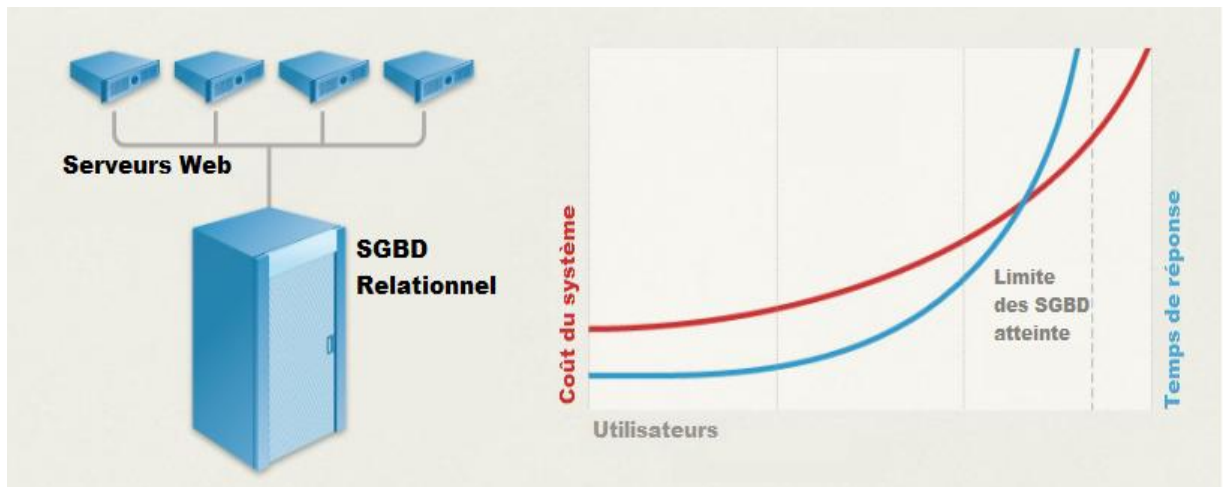 Serveurs Web
SGBD
Relationnel
Coût du système
Utilisateurs
Limite
des SGBD
atteinte
Temps de réponse